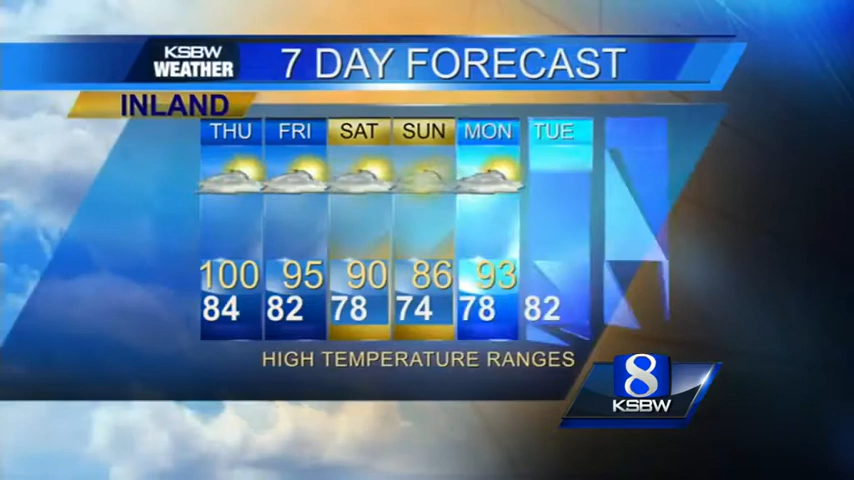 KSBW
WEATHER
7 DAY FORECAST
INLAND
THU FRI SAT SUN MON TUE
100 95 90 86 93
84 82 78 74 78 82
HIGH TEMPERATURE RANGES
8
KSBW